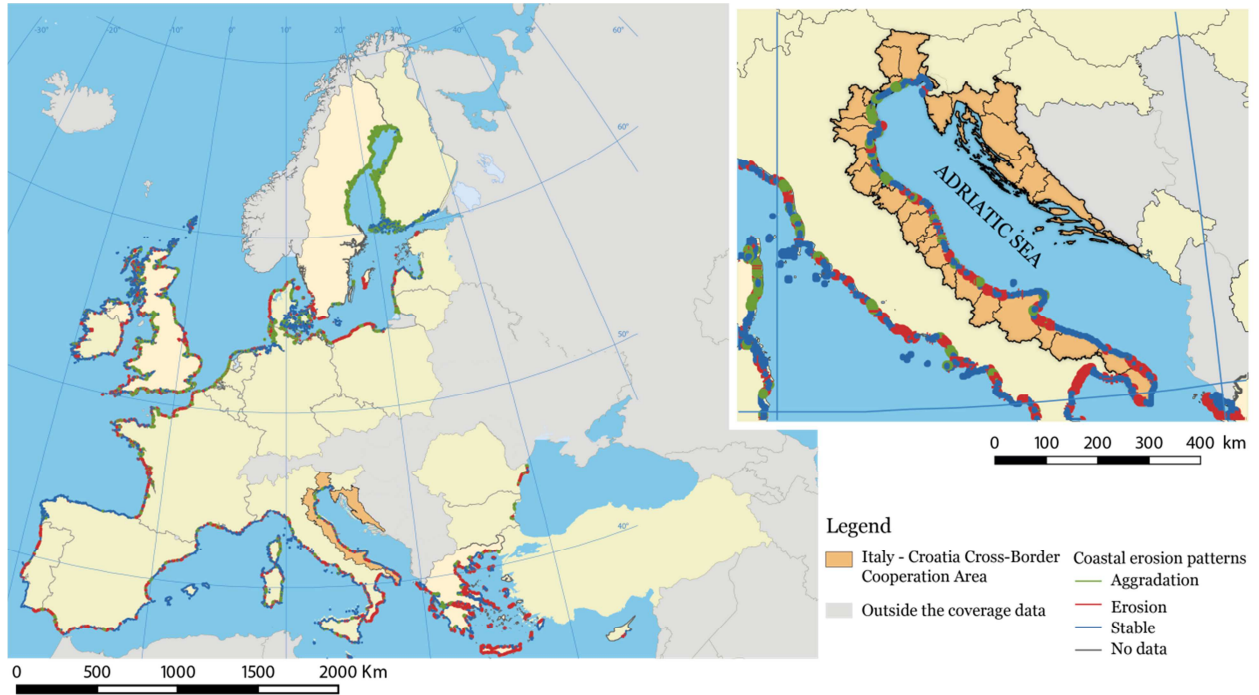 -30°
-20°
-10°
0°
10°
20°
30°
50°
60°
60°
50°
40°
ADRIATIC SEA
0 100 200 300 400 km
0 500 1000 1500 2000 Km
Legend
Italy - Croatia Cross-Border
Cooperation Area
Outside the coverage data
Coastal erosion patterns
Aggradation
Erosion
Stable
No data